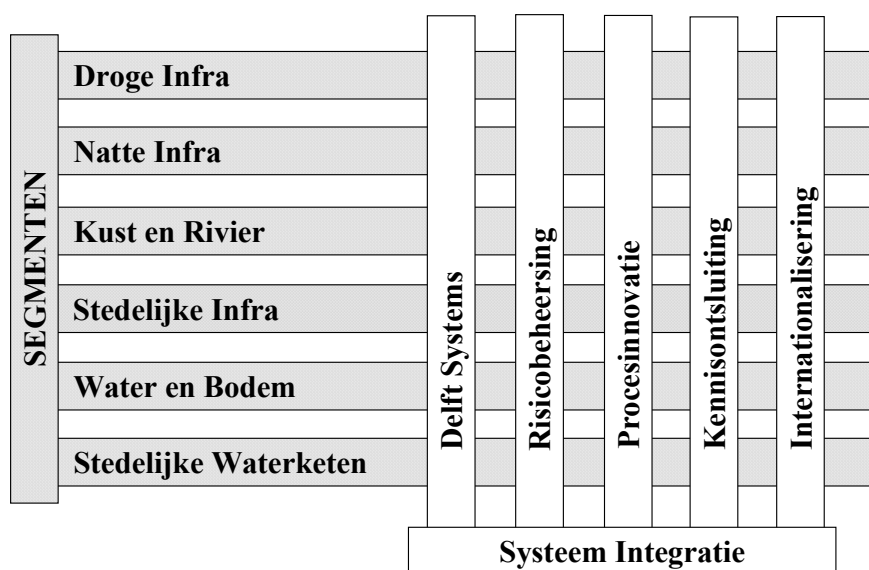 SEGMENTEN
Droge Infra
Natte Infra
Kust en Rivier
Stedelijke Infra
Water en Bodem
Stedelijke Waterketen
Delft Systems
Risicobeheersing
Procesinnovatie
Kennisontsluiting
Internationalisering
Systeem Integratie